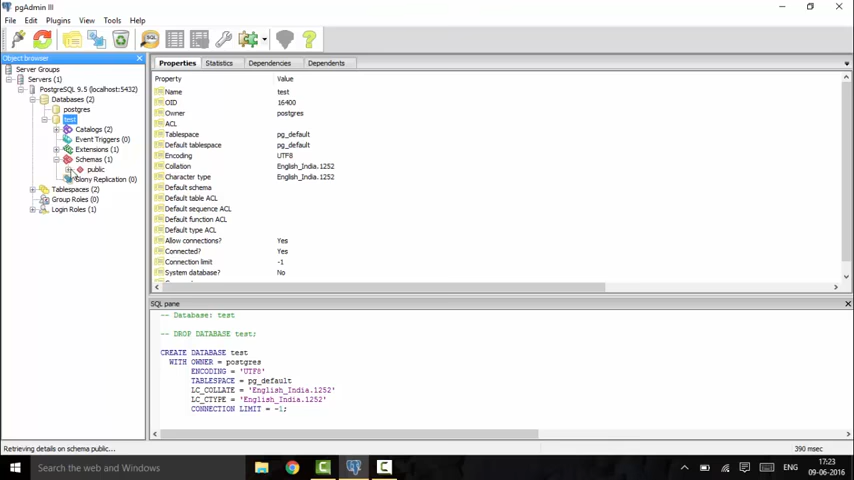 pgAdmin III
File Edit Plugins View Tools Help
Object browser
Server Groups
Servers (1)
PostgreSQL 9.5 (localhost:5432)
Databases (2)
postgres
test
Catalogs (2)
Event Triggers (0)
Extensions (1)
Schemas (1)
public
Slony Replication (0)
Tablespaces (2)
Group Roles (0)
Login Roles (1)
Properties Statistics Dependencies Dependents
Property Value
Name test
OID 16400
Owner postgres
ACL
Tablespace pg_default
Default tablespace pg_default
Encoding UTF8
Collation English_India.1252
Character type English_India.1252
Default schema
Default table ACL
Default sequence ACL
Default function ACL
Default type ACL
Allow connections? Yes
Connected? Yes
Connection limit -1
System database? No
SQL pane
-- Database: test
-- DROP DATABASE test;
CREATE DATABASE test
WITH OWNER = postgres
ENCODING = 'UTF8'
TABLESPACE = pg_default
LC_COLLATE = 'English_India.1252'
LC_CTYPE = 'English_India.1252'
CONNECTION LIMIT = -1;
Retrieving details on schema public... 390 msec
Search the web and Windows
ENG
17:23
09-06-2016